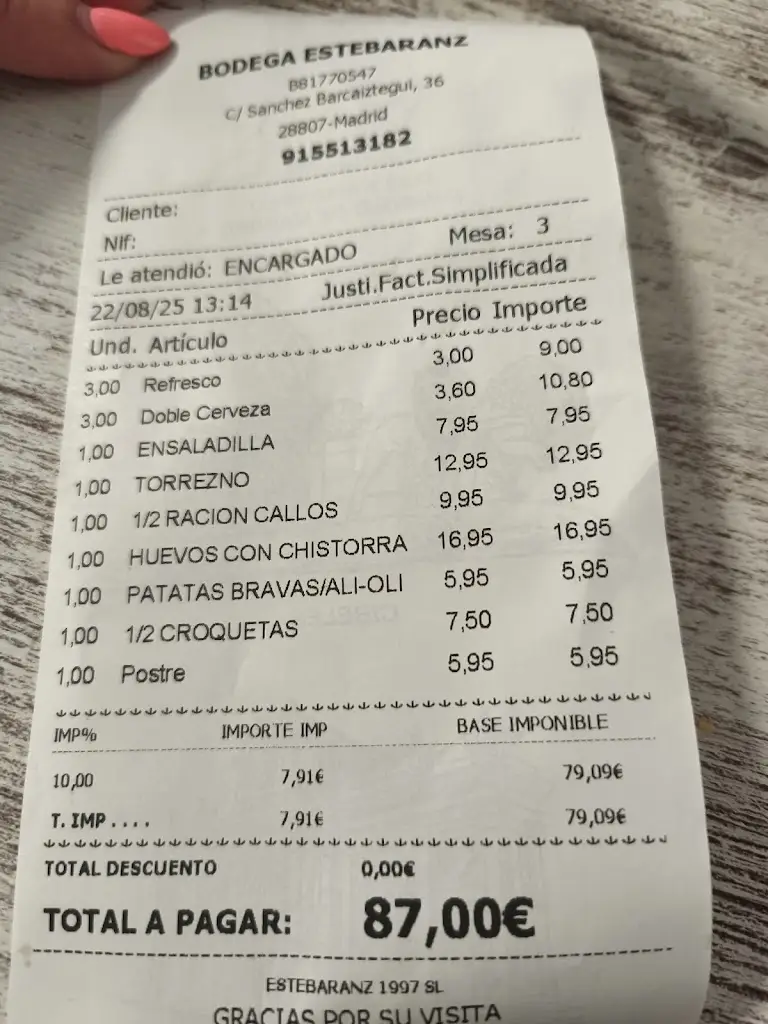 BODEGA ESTEBARANZ
B81770547
C/ Sanchez Barcaiztegui, 36
28807-Madrid
915513182
Cliente:
Nif:
Le atendió: ENCARGADO Mesa: 3
22/08/25 13:14 Justi.Fact.Simplificada
Und. Artículo Precio Importe
3,00 Refresco 3,00 9,00
3,00 Doble Cerveza 3,60 10,80
1,00 ENSALADILLA 7,95 7,95
1,00 TORREZNO 12,95 12,95
1,00 1/2 RACION CALLOS 9,95 9,95
1,00 HUEVOS CON CHISTORRA 16,95 16,95
1,00 PATATAS BRAVAS/ALI-OLI 5,95 5,95
1,00 1/2 CROQUETAS 7,50 7,50
1,00 Postre 5,95 5,95
IMP% IMPORTE IMP BASE IMPONIBLE
10,00 7,91€ 79,09€
T. IMP .... 7,91€ 79,09€
TOTAL DESCUENTO 0,00€
TOTAL A PAGAR: 87,00€
ESTEBARANZ 1997 SL
GRACIAS POR SU VISITA